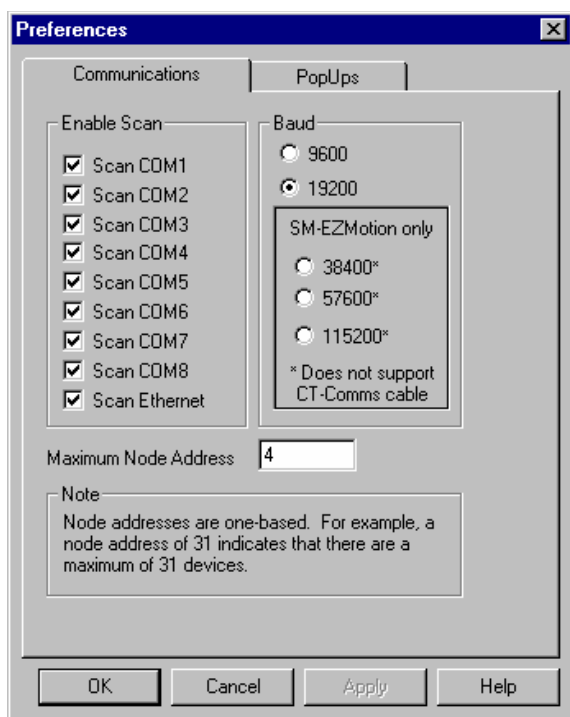 Preferences
Communications
PopUps
Enable Scan
Scan COM1
Scan COM2
Scan COM3
Scan COM4
Scan COM5
Scan COM6
Scan COM7
Scan COM8
Scan Ethernet
Baud
9600
19200
SM-EZMotion only
38400*
57600*
115200*
* Does not support
CT-Comms cable
Maximum Node Address
4
Note
Node addresses are one-based. For example, a
node address of 31 indicates that there are a
maximum of 31 devices.
OK
Cancel
Apply
Help